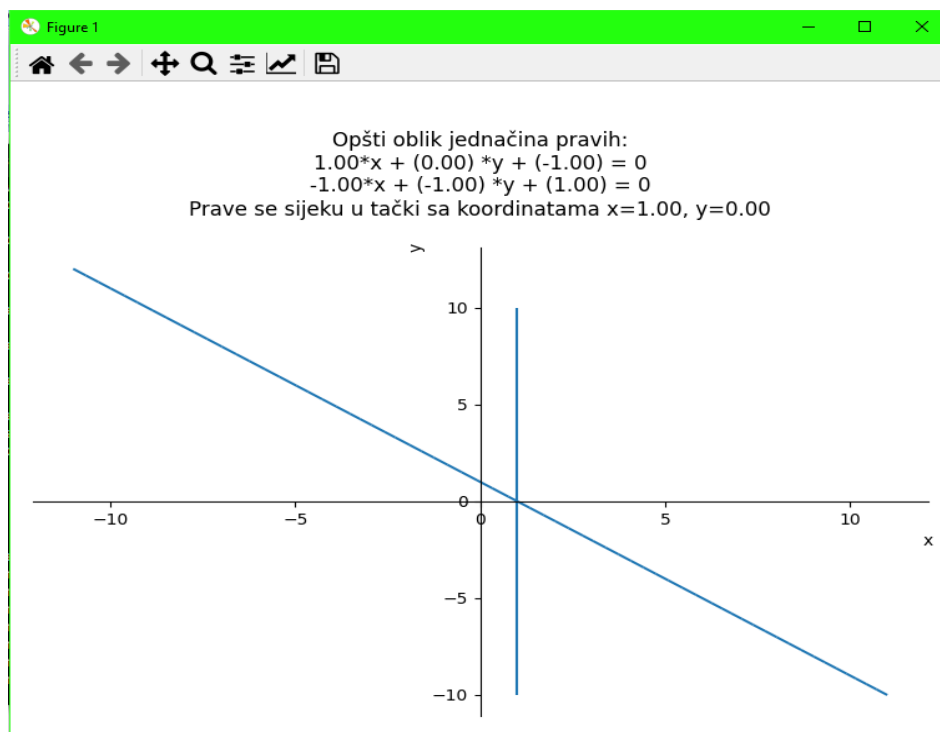 Figure 1
Opšti oblik jednačina pravih:
1.00*x + (0.00) *y + (-1.00) = 0
-1.00*x + (-1.00) *y + (1.00) = 0
Prave se sijeku u tački sa koordinatama x=1.00, y=0.00
y
10
5
0
−10 −5 0 5 10
x
−5
−10